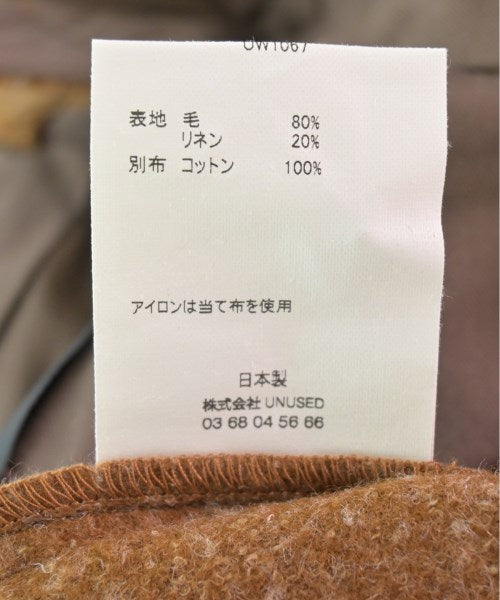 UW1067
表地 毛 80%
リネン 20%
別布 コットン 100%
アイロンは当て布を使用
日本製
株式会社 UNUSED
03 68 04 56 66